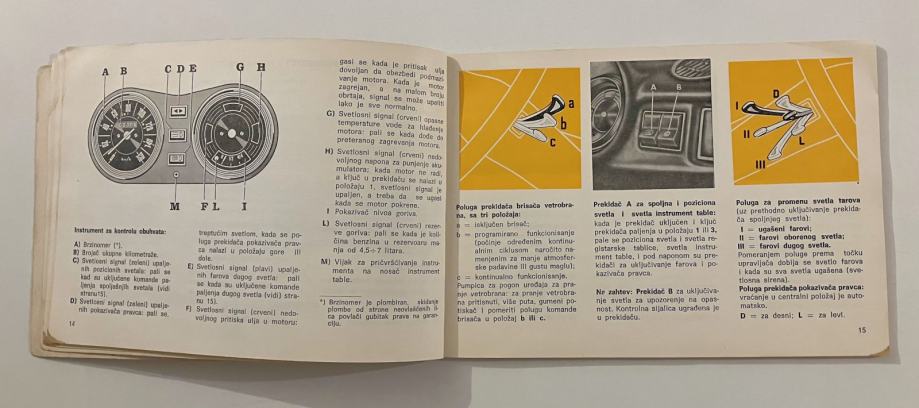 A B C D E G H
M F L I
Instrument za kontrolu obuhvata:
A) Brzinomer (*).
B) Brojač skupne kilometraže.
C) Svetlosni signal (zeleni) upalje-
nih pozicionih svetala: pali se
kad su uključene komande upa-
ljenja spoljašnjih svetala (vidi
stranu 15).
D) Svetlosni signal (zeleni) upalje-
nih pokazivača pravca: pali se,
14
treptućim svetlom, kada se po-
luga prekidača pokazivača prav-
ca nalazi u položaju gore ili
dole.
E) Svetlosni signal (plavi) upalje-
nih farova dugog svetla: pali
se kada su uključene komande
paljenja dugog svetla (vidi stra-
nu 15).
F) Svetlosni signal (crveni) nedo-
voljnog pritiska ulja u motoru:
gasi se kada je pritisak ulja
dovoljan da obezbedi podmazi-
vanje motora. Kada je motor
zagrejan, a na malom broju
obrtaja, signal se može upaliti
iako je sve normalno.
G) Svetlosni signal (crveni) opasne
temperature vode za hlađenje
motora: pali se kada dođe do
preteranog zagrevanja motora.
H) Svetlosni signal (crveni) nedo-
voljnog napona za punjenje aku-
mulatora; kada motor ne radi,
a ključ u prekidaču se nalazi u
položaju 1, svetlosni signal je
upaljen, a treba da se ugasi
kada se motor pokrene.
I Pokazivač nivoa goriva.
L) Svetlosni signal (crveni) rezer-
ve goriva: pali se kada je koli-
čina benzina u rezervoaru ma-
nja od 4,5÷7 litara.
M) Vijak za pričvršćivanje instru-
menta na nosač instrument
table.
*) Brzinomer je plombiran, skidanje
plombe od strane neovlašćenih li-
ca povlači gubitak prava na garan-
ciju.
a
b
c
Poluga prekidača brisača vetrobra-
na, sa tri položaja:
a = isključen brisač;
b = programirano funkcionisanje
(počinje određenim kontinu-
alnim ciklusom naročito na-
menjenim za manje atmosfer-
ske padavine ili gustu maglu);
c = kontinualno funkcionisanje.
Pumpica za pogon uređaja za pra-
nje vetrobrana: za pranje vetrobra-
na pritisnuti, više puta, gumeni po-
tiskač i pomeriti polugu komande
brisača u položaj b ili c.
A B
Prekidač A za spoljna i poziciona
svetla i svetla instrument table:
kada je prekidač uključen i ključ
prekidača paljenja u položaju 1 ili 3,
pale se poziciona svetla i svetla re-
gistarske tablice, svetla instru-
ment table, i pod naponom su pre-
kidači za uključivanje farova i po-
kazivača pravca.
Na zahtev: Prekidač B za uključiva-
nje svetla za upozorenje na opas-
nost. Kontrolna sijalica ugrađena je
u prekidaču.
I
D
II
L
III
Poluga za promenu svetla farova
(uz prethodno uključivanje prekida-
ča spoljnjeg svetla):
I = ugašeni farovi;
II = farovi oborenog svetla;
III = farovi dugog svetla.
Pomeranjem poluge prema točku
upravljača dobija se svetlo farova
i kada su sva svetla ugašena (sve-
tlosna sirena).
Poluga prekidača pokazivača pravca:
vraćanje u centralni položaj je auto-
matsko.
D = za desni; L = za levi.
15